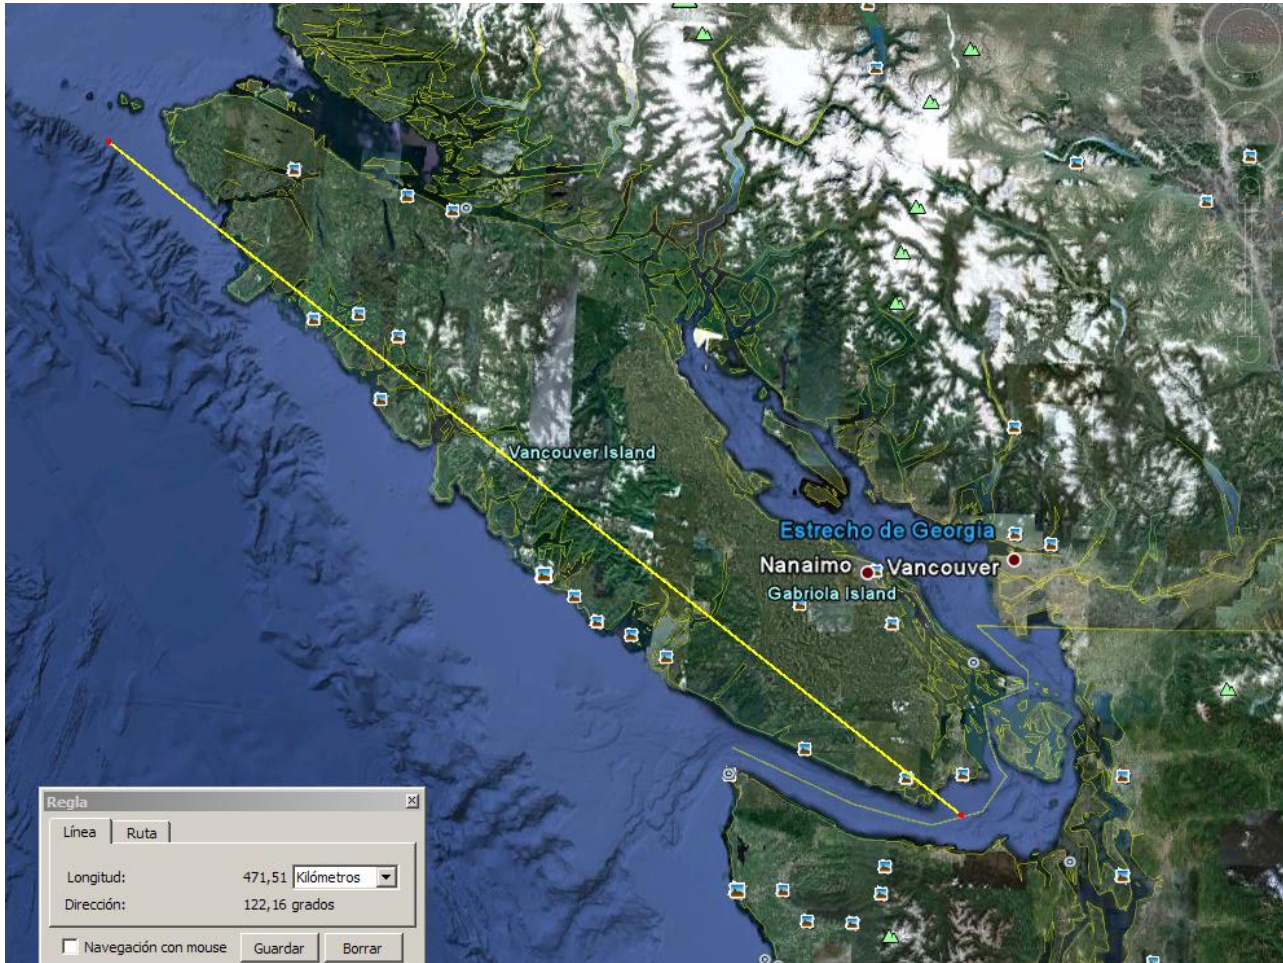 Vancouver Island
Estrecho de Georgia
Nanaimo
Vancouver
Gabriola Island
Regla
Línea
Ruta
Longitud:
471,51 Kilómetros
Dirección:
122,16 grados
Navegación con mouse
Guardar
Borrar